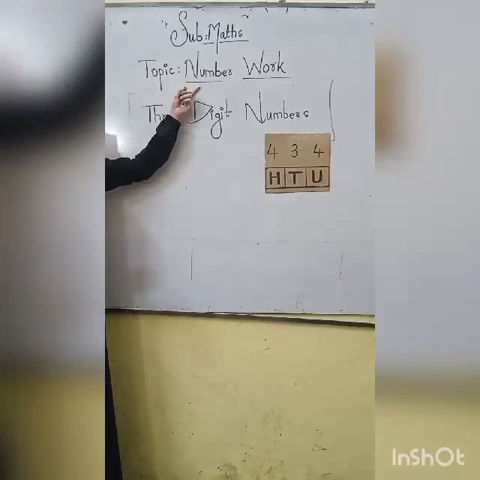 Sub: Maths
Topic: Number Work
Digit Numbers
4 3 4
H T U
InShOt